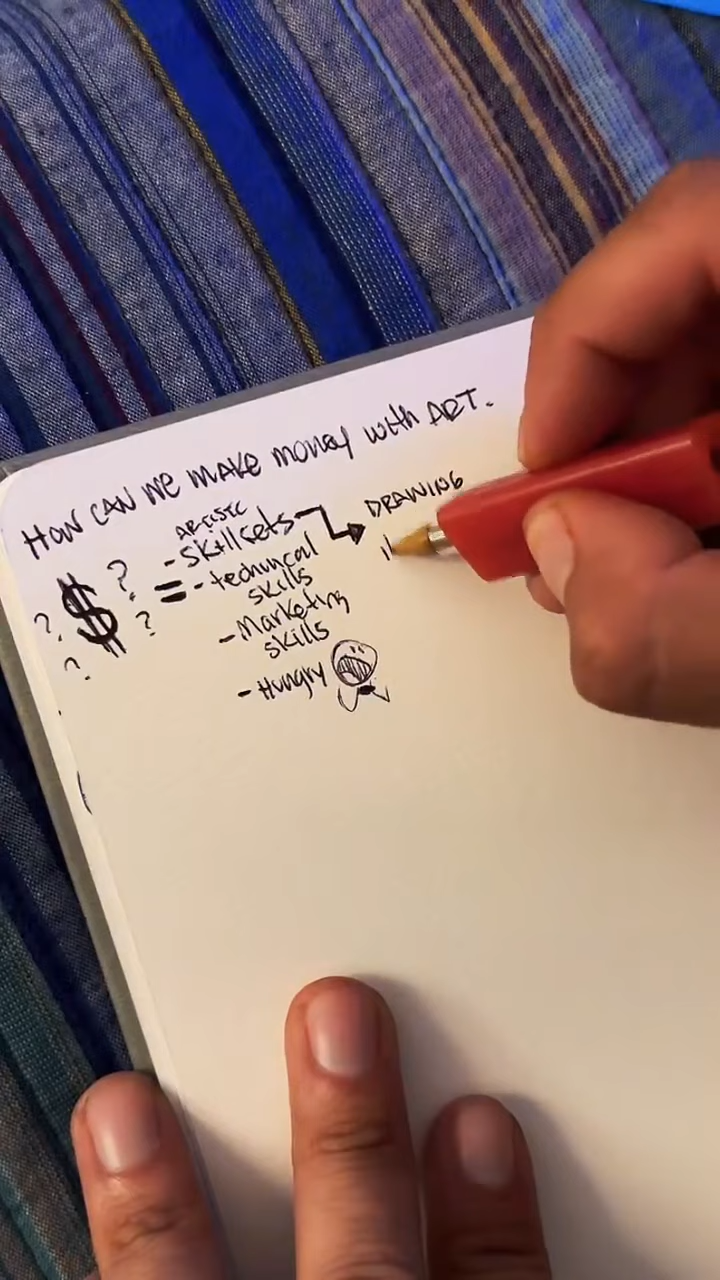 HOW CAN WE MAKE MONEY WITH ART.
ARTISTIC
- SkillSets
DRAWING
? $ ? = - technical
skills
? ?
- Marketing
skills
- Hungry